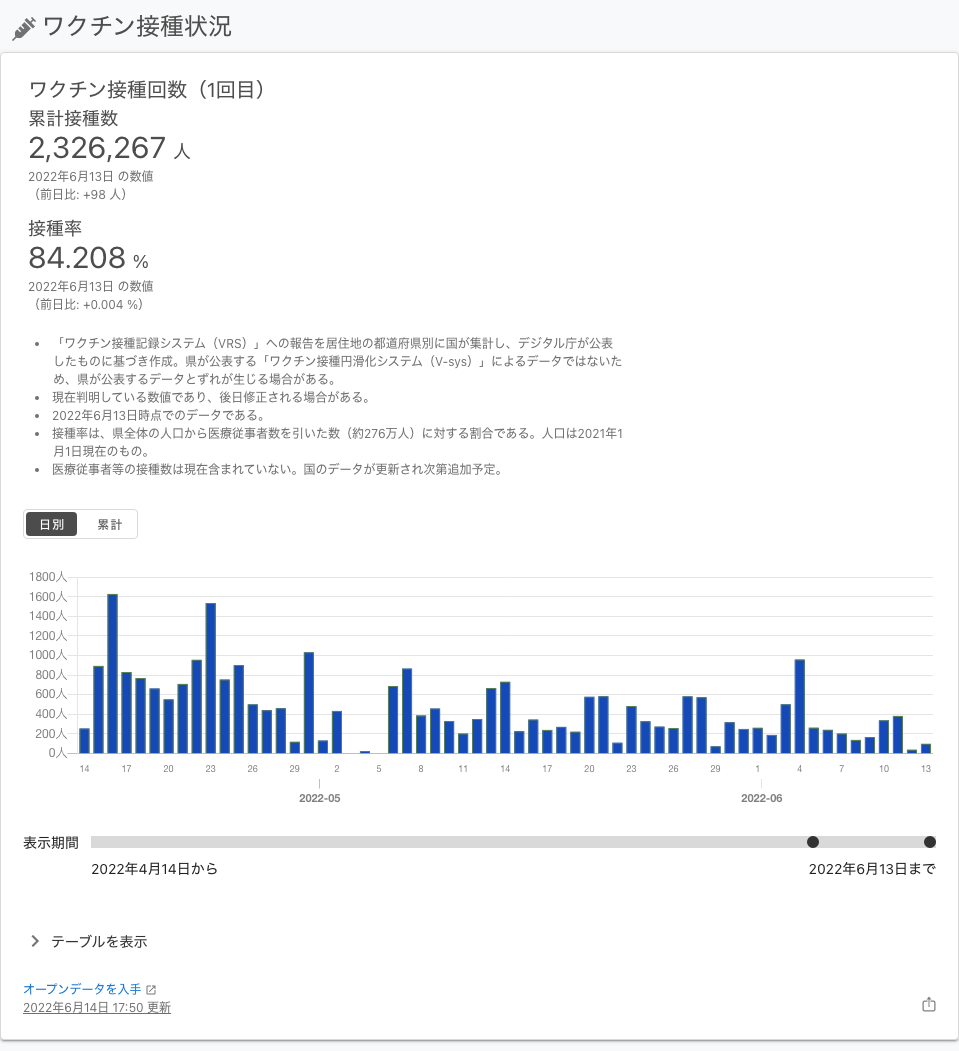 ワクチン接種状況
ワクチン接種回数（1回目）
累計接種数
2,326,267 人
2022年6月13日 の数値
（前日比: +98 人）
接種率
84.208 %
2022年6月13日 の数値
（前日比: +0.004 %）
• 「ワクチン接種記録システム（VRS）」への報告を居住地の都道府県別に国が集計し、デジタル庁が公表
したものに基づき作成。県が公表する「ワクチン接種円滑化システム（V-sys）」によるデータではないた
め、県が公表するデータとずれが生じる場合がある。
• 現在判明している数値であり、後日修正される場合がある。
• 2022年6月13日時点でのデータである。
• 接種率は、県全体の人口から医療従事者数を引いた数（約276万人）に対する割合である。人口は2021年1
月1日現在のもの。
• 医療従事者等の接種数は現在含まれていない。国のデータが更新され次第追加予定。
日別 累計
1800人
1600人
1400人
1200人
1000人
800人
600人
400人
200人
0人
14 17 20 23 26 29 2 5 8 11 14 17 20 23 26 29 1 4 7 10 13
2022-05 2022-06
表示期間
2022年4月14日から 2022年6月13日まで
テーブルを表示
オープンデータを入手
2022年6月14日 17:50 更新